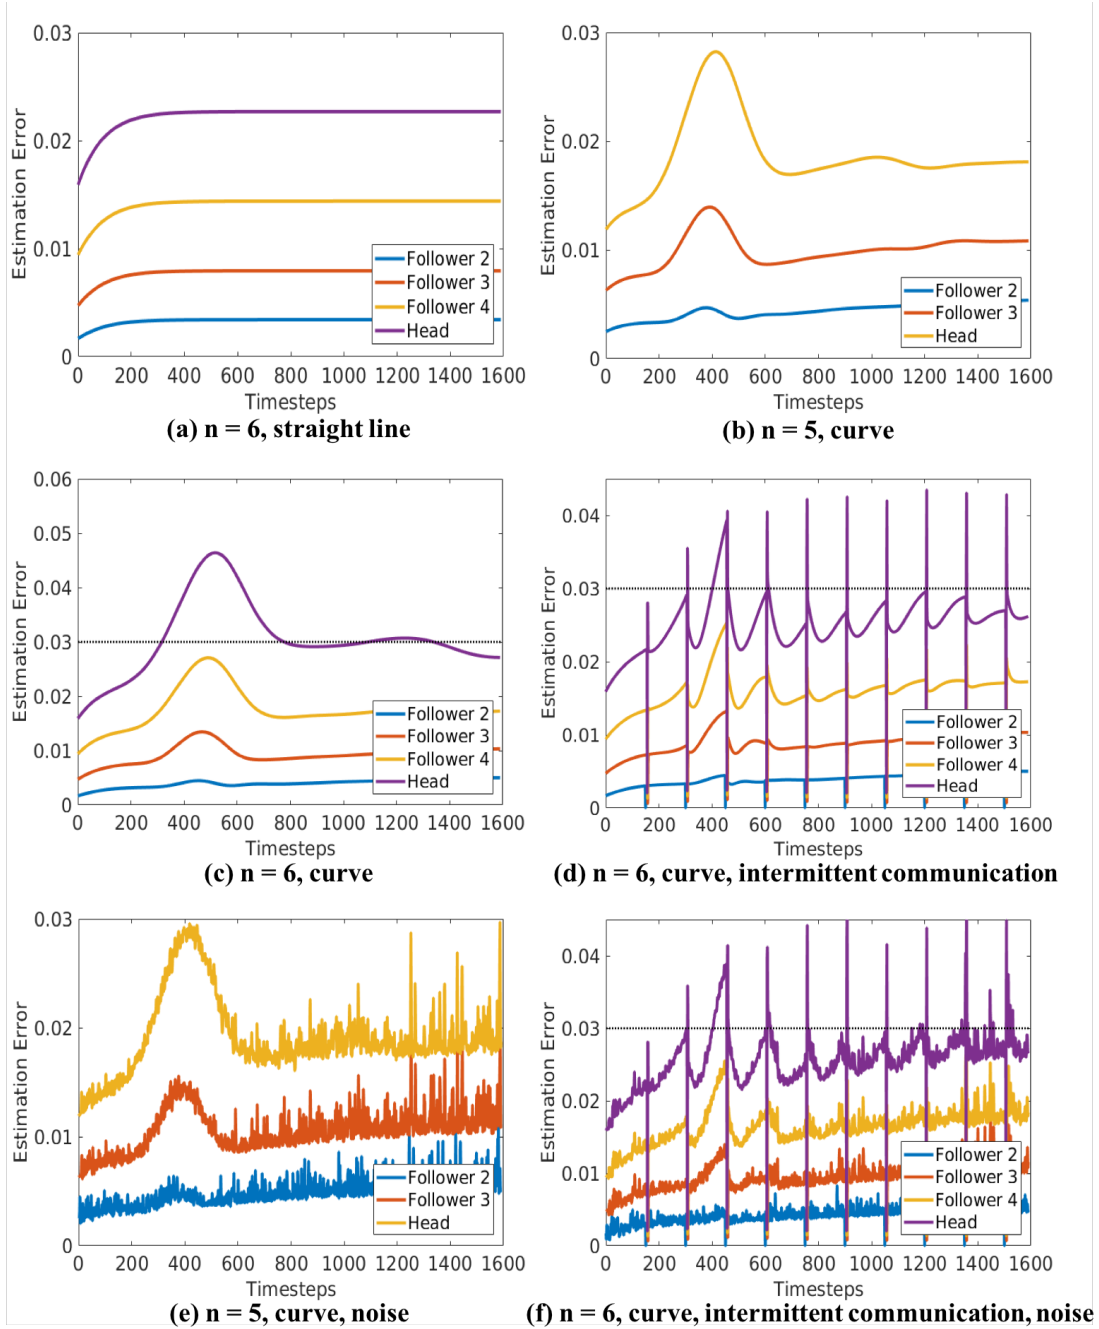 0.03
0.02
0.01
0
Estimation Error
0 200 400 600 800 1000 1200 1400 1600
Timesteps
Follower 2
Follower 3
Follower 4
Head
(a) n = 6, straight line
0.03
0.02
0.01
0
Estimation Error
0 200 400 600 800 1000 1200 1400 1600
Timesteps
Follower 2
Follower 3
Head
(b) n = 5, curve
0.06
0.05
0.04
0.03
0.02
0.01
0
Estimation Error
0 200 400 600 800 1000 1200 1400 1600
Timesteps
Follower 2
Follower 3
Follower 4
Head
(c) n = 6, curve
0.04
0.03
0.02
0.01
0
Estimation Error
0 200 400 600 800 1000 1200 1400 1600
Timesteps
Follower 2
Follower 3
Follower 4
Head
(d) n = 6, curve, intermittent communication
0.03
0.02
0.01
0
Estimation Error
0 200 400 600 800 1000 1200 1400 1600
Timesteps
Follower 2
Follower 3
Head
(e) n = 5, curve, noise
0.04
0.03
0.02
0.01
0
Estimation Error
0 200 400 600 800 1000 1200 1400 1600
Timesteps
Follower 2
Follower 3
Follower 4
Head
(f) n = 6, curve, intermittent communication, noise